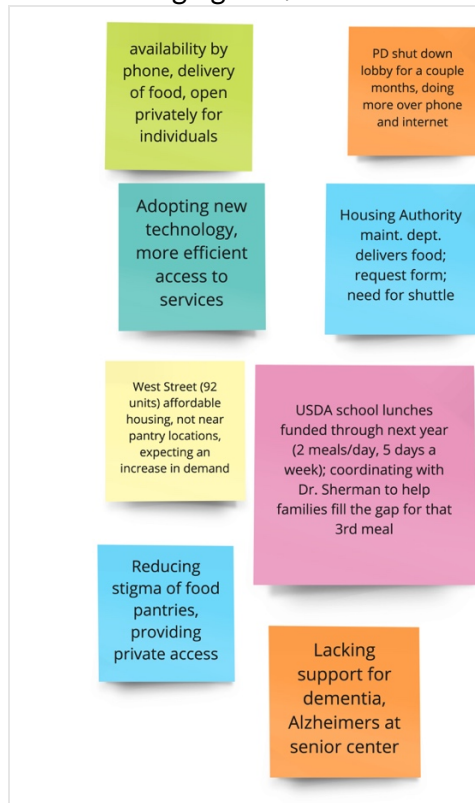 availability by
phone, delivery
of food, open
privately for
individuals
PD shut down
lobby for a couple
months, doing
more over phone
and internet
Adopting new
technology,
more efficient
access to
services
Housing Authority
maint. dept.
delivers food;
request form;
need for shuttle
West Street (92
units) affordable
housing, not near
pantry locations,
expecting an
increase in demand
USDA school lunches
funded through next year
(2 meals/day, 5 days a
week); coordinating with
Dr. Sherman to help
families fill the gap for that
3rd meal
Reducing
stigma of food
pantries,
providing
private access
Lacking
support for
dementia,
Alzheimers at
senior center